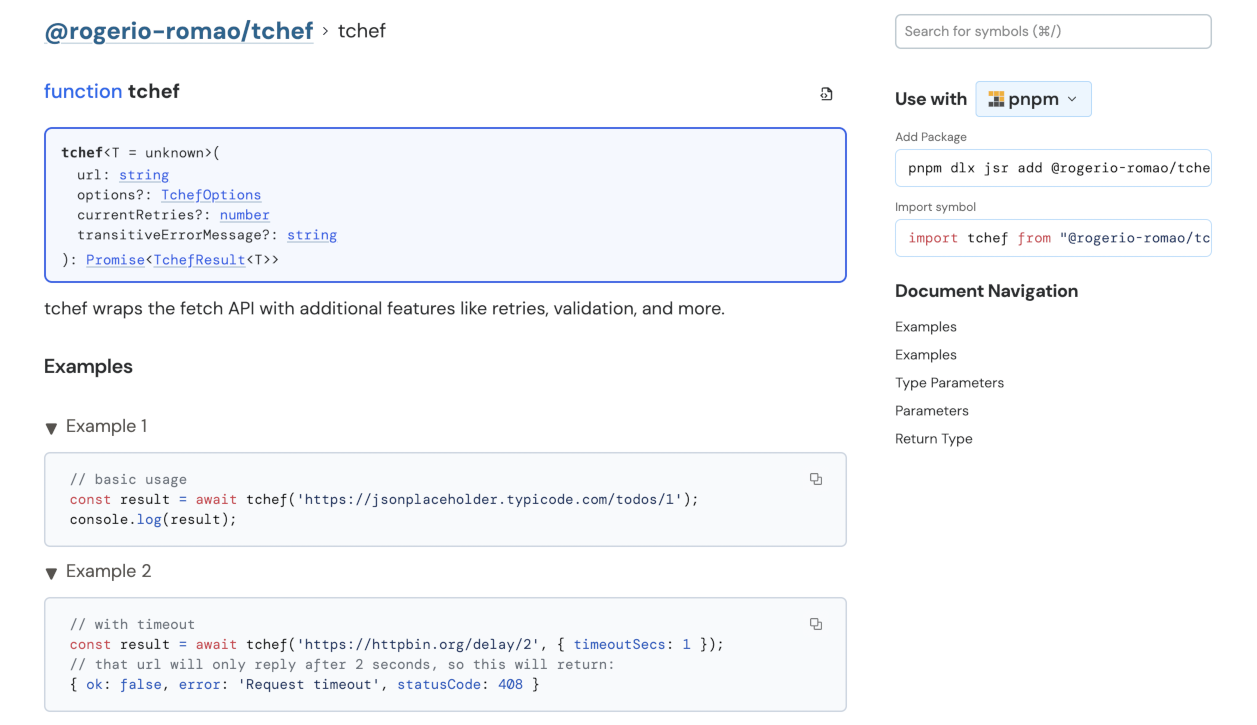 @rogerio-romao/tchef › tchef
function tchef
tchef<T = unknown>(
url: string
options?: TchefOptions
currentRetries?: number
transitiveErrorMessage?: string
): Promise<TchefResult<T>>
tchef wraps the fetch API with additional features like retries, validation, and more.
Examples
▼ Example 1
// basic usage
const result = await tchef('https://jsonplaceholder.typicode.com/todos/1');
console.log(result);
▼ Example 2
// with timeout
const result = await tchef('https://httpbin.org/delay/2', { timeoutSecs: 1 });
// that url will only reply after 2 seconds, so this will return:
{ ok: false, error: 'Request timeout', statusCode: 408 }
Search for symbols (⌘/)
Use with pnpm
Add Package
pnpm dlx jsr add @rogerio-romao/tche
Import symbol
import tchef from "@rogerio-romao/tc
Document Navigation
Examples
Examples
Type Parameters
Parameters
Return Type